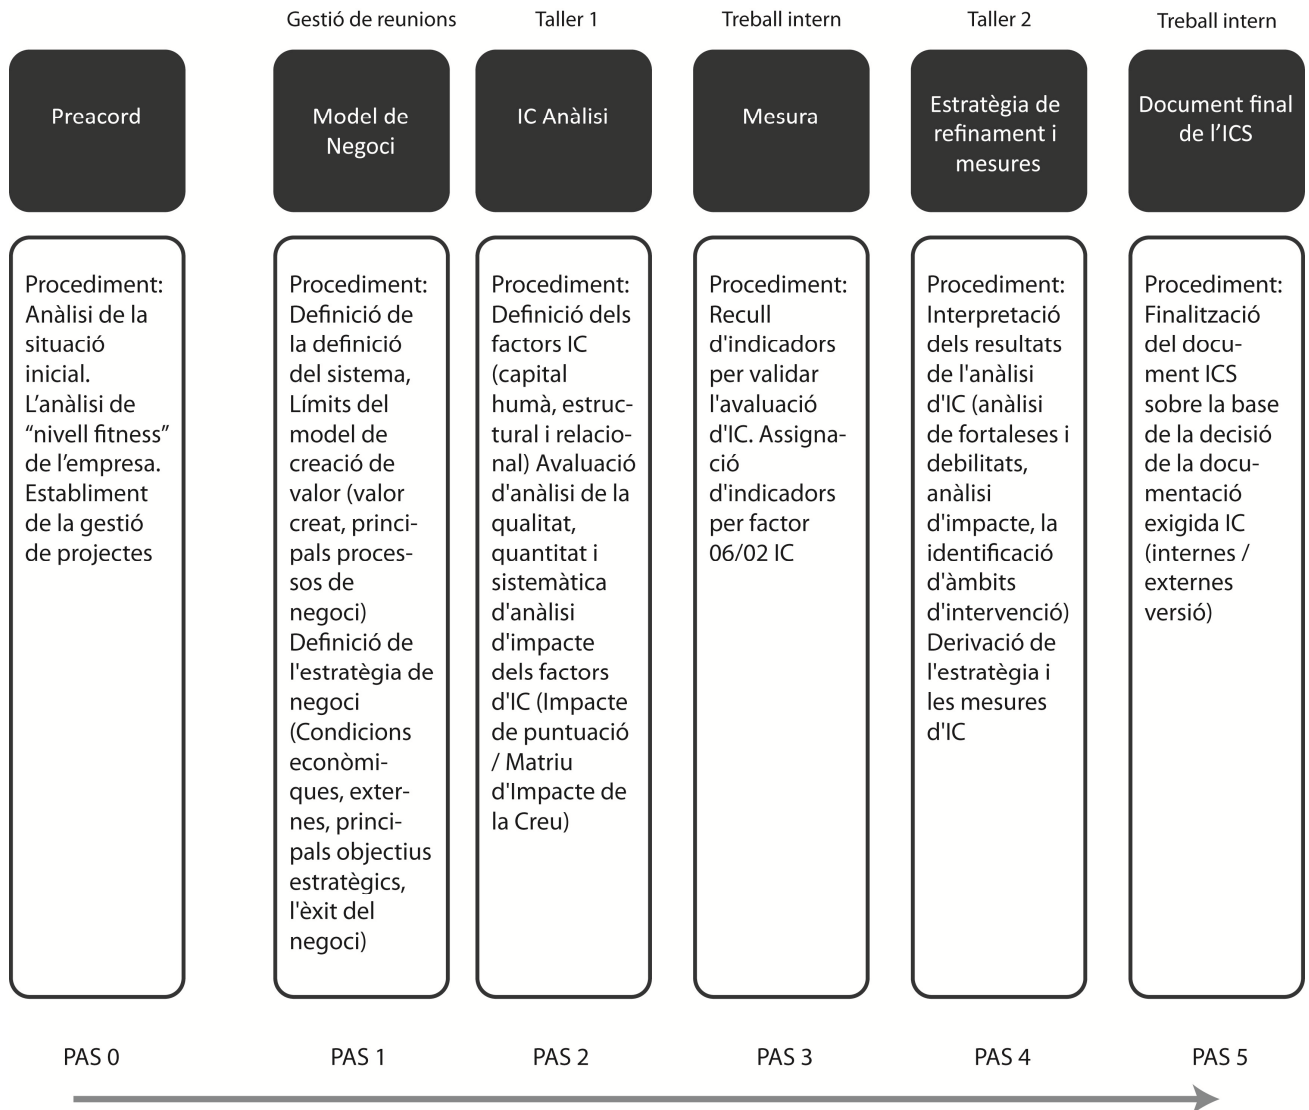 Gestió de reunions
Taller 1
Treball intern
Taller 2
Treball intern
Preacord
Model de
Negoci
IC Anàlisi
Mesura
Estratègia de
refinament i
mesures
Document final
de l’ICS
Procediment:
Anàlisi de la
situació
inicial.
L’anàlisi de
“nivell fitness”
de l’empresa.
Establiment
de la gestió
de projectes
Procediment:
Definició de
la definició
del sistema,
Límits del
model de
creació de
valor (valor
creat, princi-
pals proces-
sos de
negoci)
Definició de
l'estratègia de
negoci
(Condicions
econòmi-
ques, exter-
nes, princi-
pals objectius
estratègics,
l'èxit del
negoci)
Procediment:
Definició dels
factors IC
(capital
humà, estruc-
tural i relacio-
nal) Avaluació
d'anàlisi de la
qualitat,
quantitat i
sistemàtica
d'anàlisi
d'impacte
dels factors
d'IC (Impacte
de puntuació
/ Matriu
d'Impacte de
la Creu)
Procediment:
Recull
d'indicadors
per validar
l'avaluació
d'IC. Assigna-
ció
d'indicadors
per factor
06/02 IC
Procediment:
Interpretació
dels resultats
de l'anàlisi
d'IC (anàlisi
de fortaleses i
debilitats,
anàlisi
d'impacte, la
identificació
d'àmbits
d'intervenció)
Derivació de
l'estratègia i
les mesures
d'IC
Procediment:
Finalització
del docu-
ment ICS
sobre la base
de la decisió
de la docu-
mentació
exigida IC
(internes /
externes
versió)
PAS 0
PAS 1
PAS 2
PAS 3
PAS 4
PAS 5